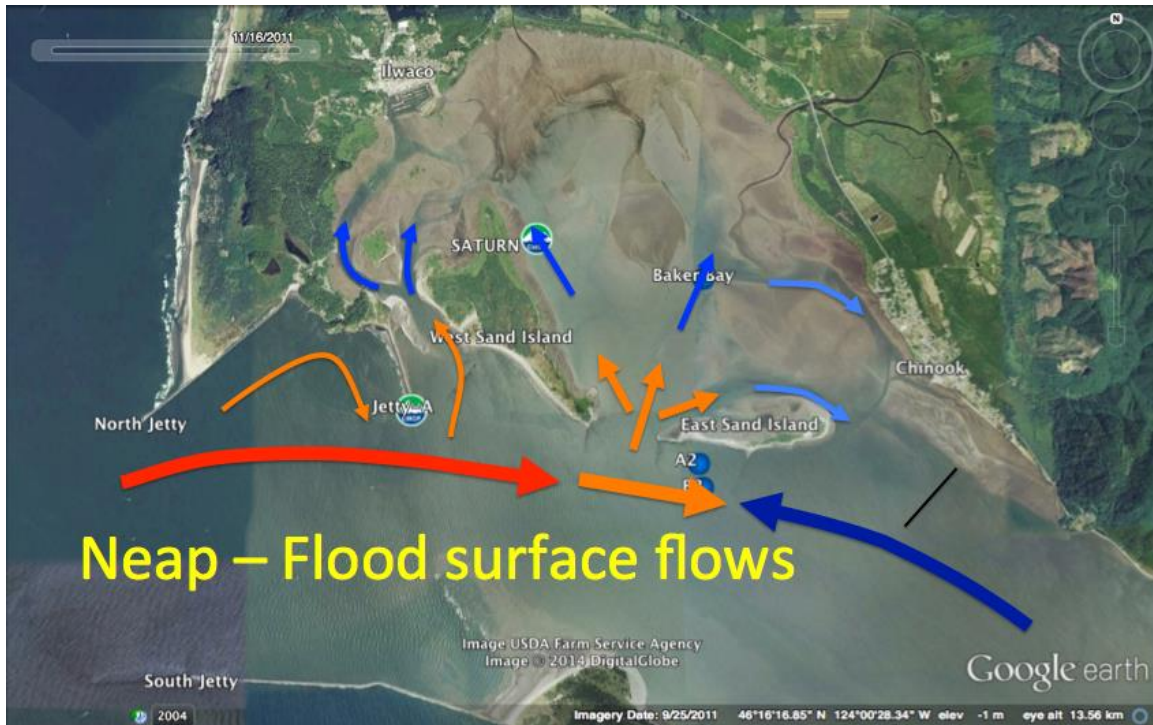 N
11/16/2011
Ilwaco
SATURN
Baker Bay
West Sand Island
Chinook
Jetty A
North Jetty
East Sand Island
A2
Neap – Flood surface flows
Image USDA Farm Service Agency
Image © 2014 DigitalGlobe
Google earth
South Jetty
2004
Imagery Date: 9/25/2011 46°16'16.85" N 124°00'28.34" W elev -1 m eye alt 13.56 km